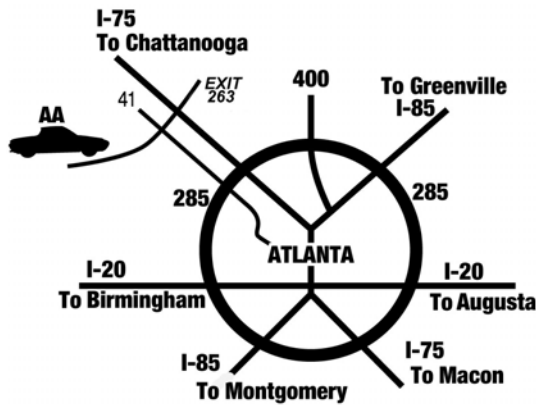 I-75
To Chattanooga
EXIT
263
41
AA
400
To Greenville
I-85
285
285
ATLANTA
I-20
To Birmingham
I-20
To Augusta
I-85
To Montgomery
I-75
To Macon